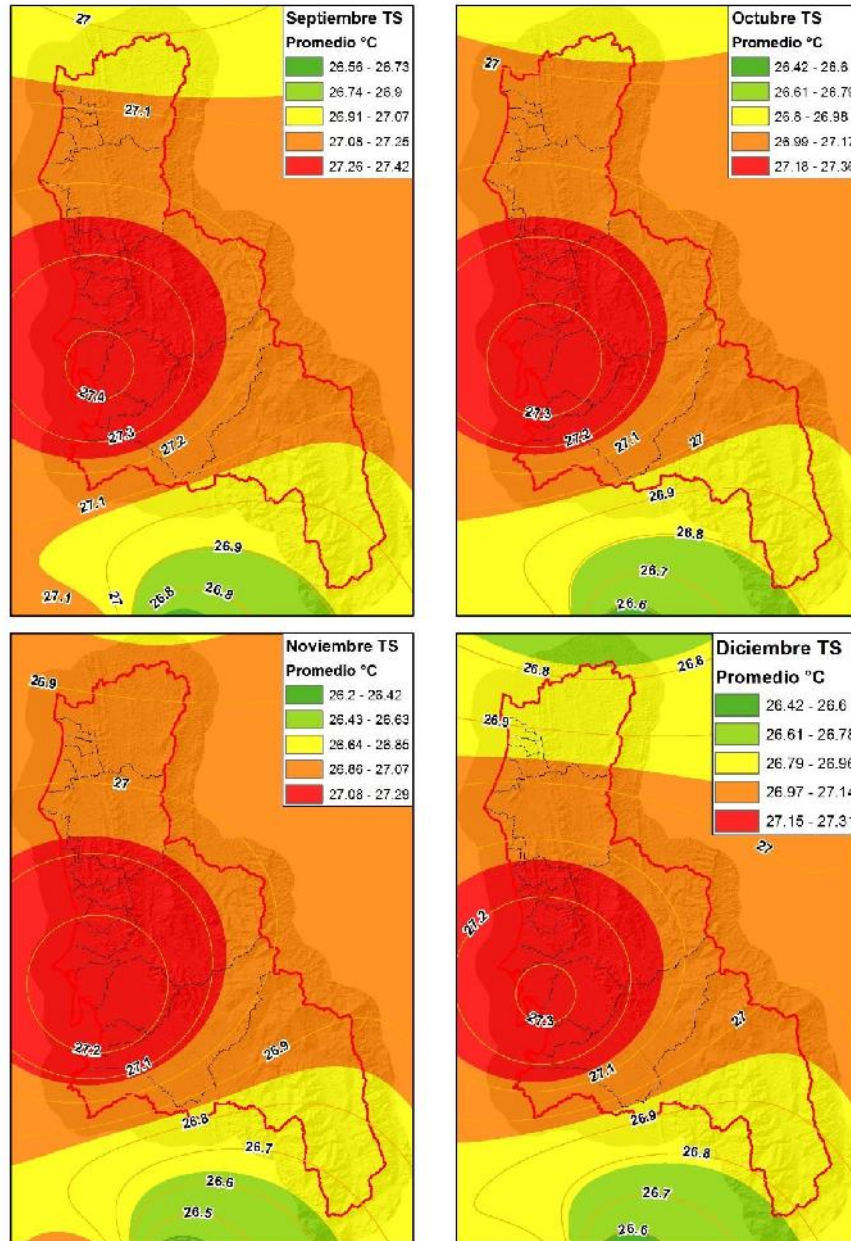 Septiembre TS
Promedio °C
26.56 - 26.73
26.74 - 26.9
26.91 - 27.07
27.08 - 27.25
27.26 - 27.42
27
27.1
27.4
27.3
27.2
27.1
26.9
27.1
27
26.8
26.8
Octubre TS
Promedio °C
26.42 - 26.6
26.61 - 26.79
26.8 - 26.98
26.99 - 27.17
27.18 - 27.36
27
27.3
27.2
27.1
27
26.9
26.8
26.7
26.6
Noviembre TS
Promedio °C
26.2 - 26.42
26.43 - 26.63
26.64 - 26.85
26.86 - 27.07
27.08 - 27.29
26.9
27
27.2
27.1
26.9
26.8
26.7
26.6
26.5
Diciembre TS
Promedio °C
26.42 - 26.6
26.61 - 26.78
26.79 - 26.96
26.97 - 27.14
27.15 - 27.31
26.8
26.8
26.9
27
27.2
27.3
27
27.1
26.9
26.8
26.7
26.6